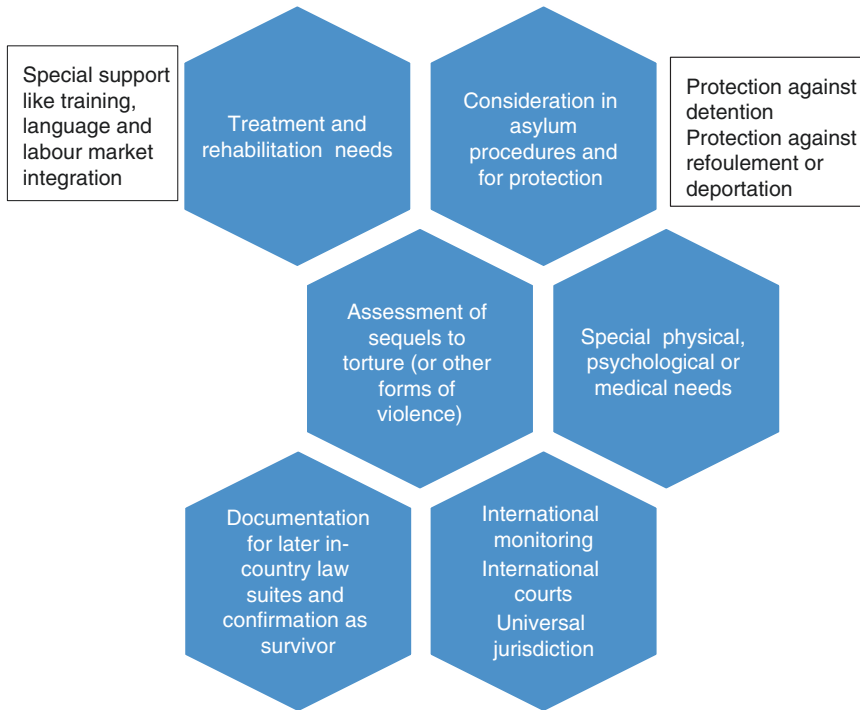 Special support
like training,
language and
labour market
integration
Treatment and
rehabilitation needs
Consideration in
asylum
procedures and
for protection
Protection against
detention
Protection against
refoulement or
deportation
Assessment of
sequels to
torture (or other
forms of
violence)
Special physical,
psychological or
medical needs
Documentation
for later in-
country law
suites and
confirmation as
survivor
International
monitoring
International
courts
Universal
jurisdiction